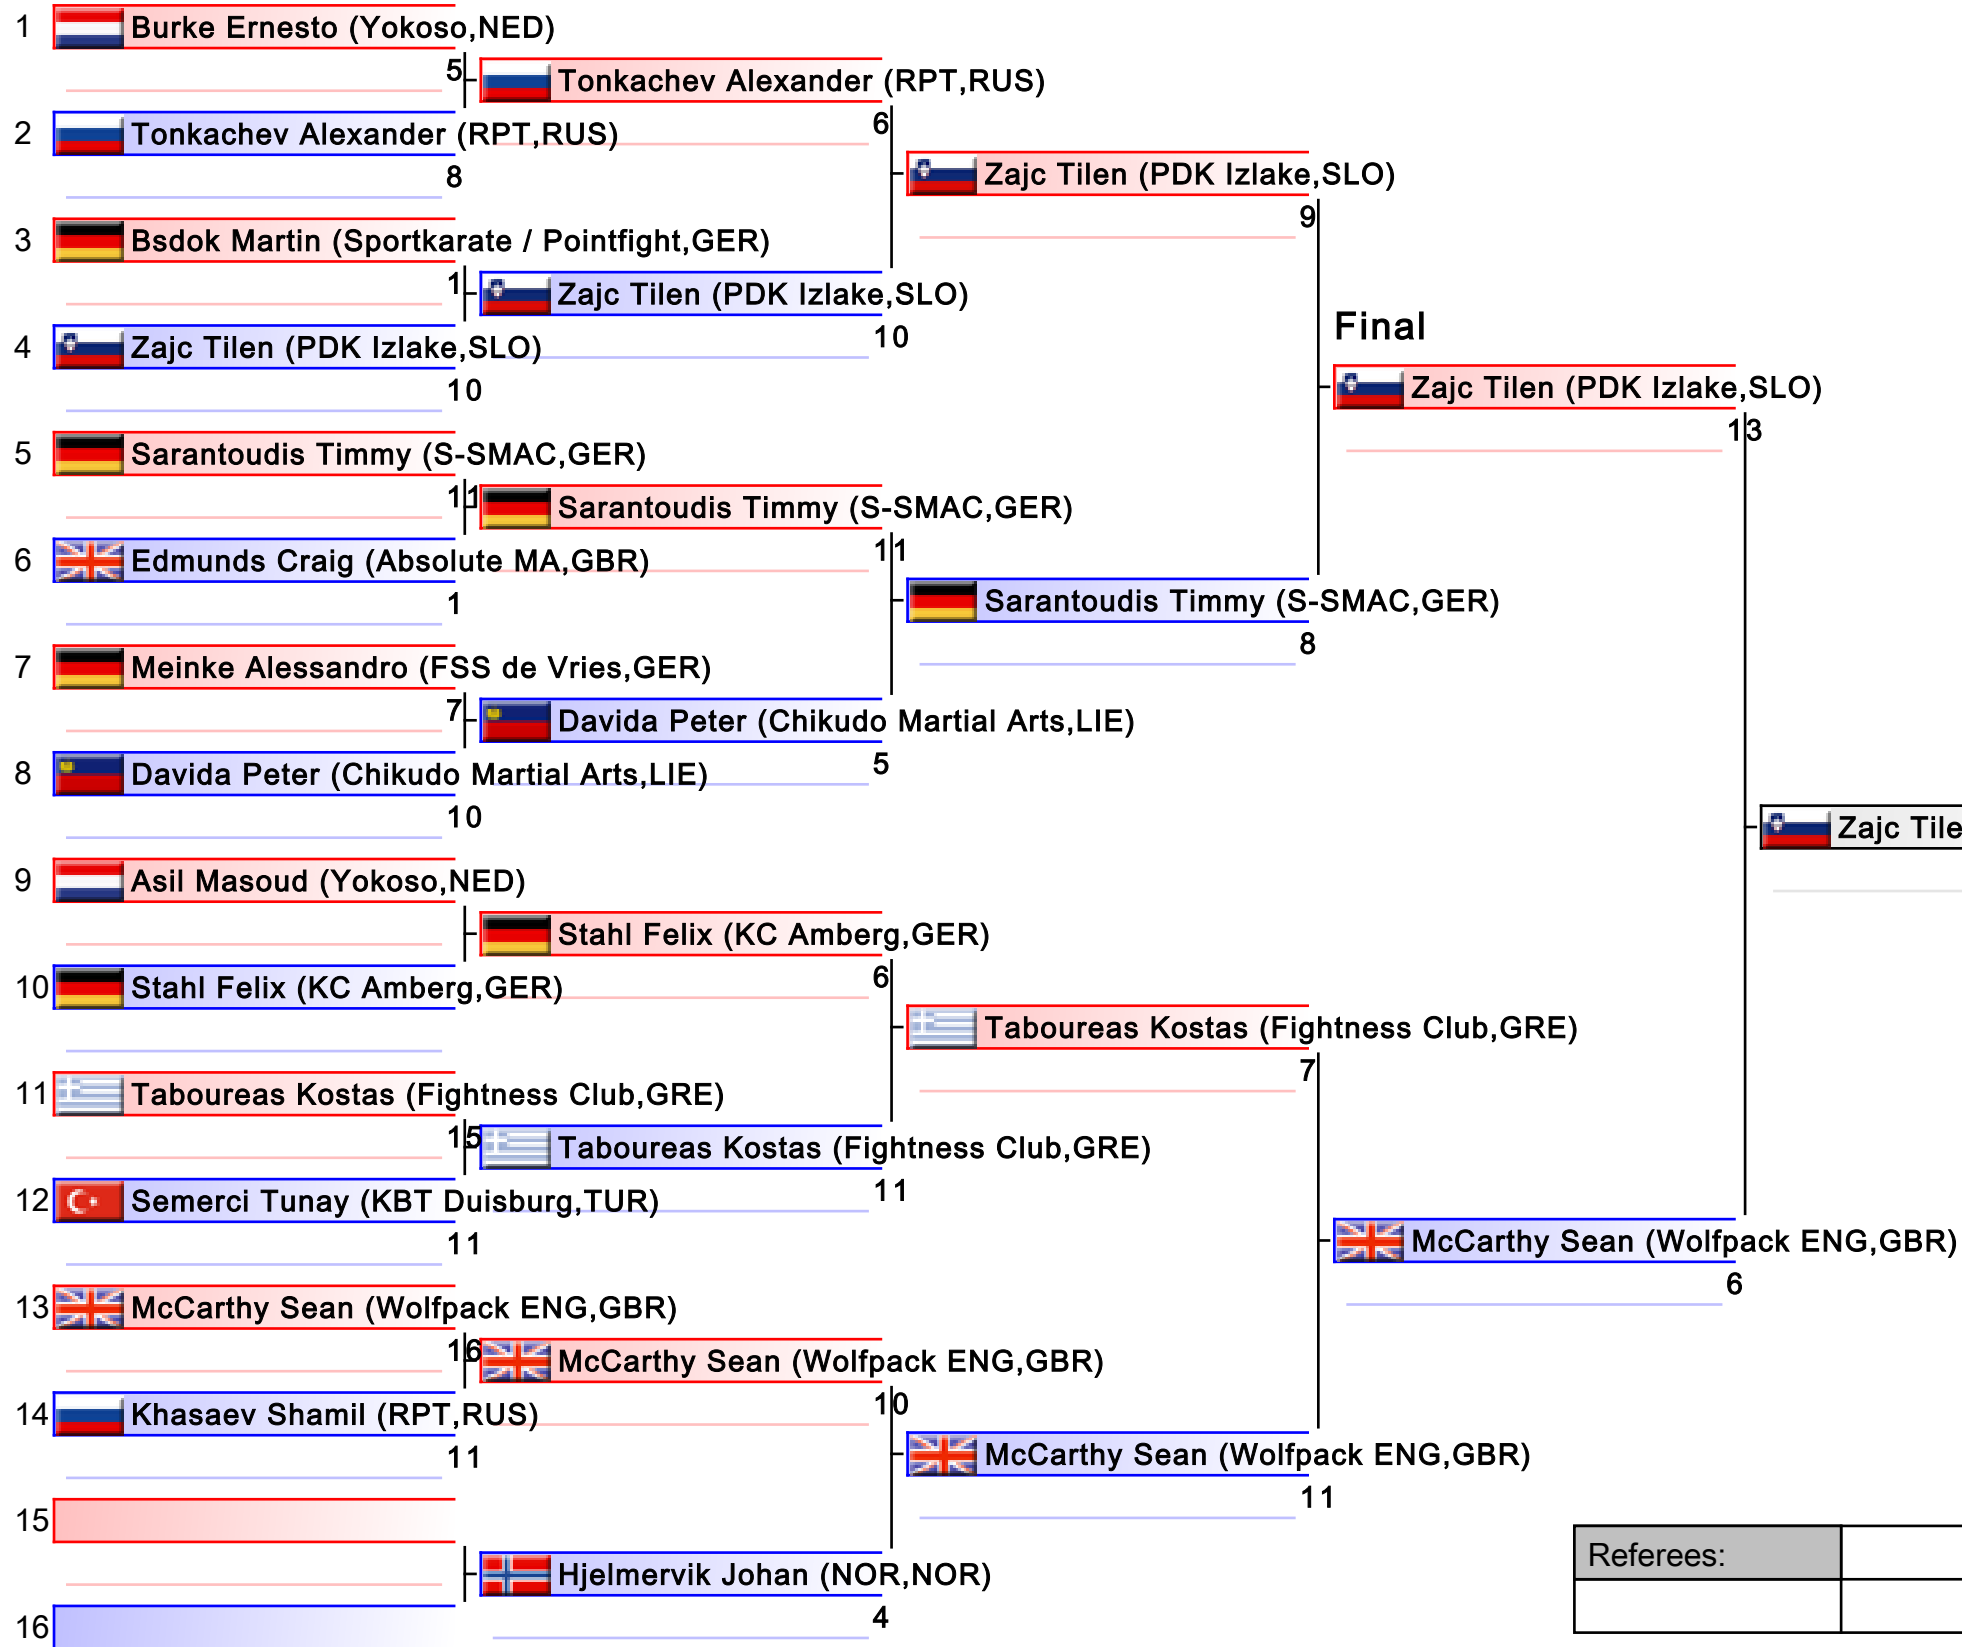 1 Burke Ernesto (Yokoso,NED)
5
Tonkachev Alexander (RPT,RUS)
6
2 Tonkachev Alexander (RPT,RUS)
8
Zajc Tilen (PDK Izlake,SLO)
9
3 Bsdok Martin (Sportkarate / Pointfight,GER)
1
Zajc Tilen (PDK Izlake,SLO)
10
4 Zajc Tilen (PDK Izlake,SLO)
10
Final
Zajc Tilen (PDK Izlake,SLO)
13
5 Sarantoudis Timmy (S-SMAC,GER)
11
Sarantoudis Timmy (S-SMAC,GER)
11
6 Edmunds Craig (Absolute MA,GBR)
1
Sarantoudis Timmy (S-SMAC,GER)
8
7 Meinke Alessandro (FSS de Vries,GER)
7
Davida Peter (Chikudo Martial Arts,LIE)
5
8 Davida Peter (Chikudo Martial Arts,LIE)
10
Zajc Tile
9 Asil Masoud (Yokoso,NED)
Stahl Felix (KC Amberg,GER)
6
10 Stahl Felix (KC Amberg,GER)
Taboureas Kostas (Fightness Club,GRE)
7
11 Taboureas Kostas (Fightness Club,GRE)
15
Taboureas Kostas (Fightness Club,GRE)
11
12 Semerci Tunay (KBT Duisburg,TUR)
11
McCarthy Sean (Wolfpack ENG,GBR)
6
13 McCarthy Sean (Wolfpack ENG,GBR)
16
McCarthy Sean (Wolfpack ENG,GBR)
10
14 Khasaev Shamil (RPT,RUS)
11
McCarthy Sean (Wolfpack ENG,GBR)
11
15
Hjelmervik Johan (NOR,NOR)
4
16
Referees: